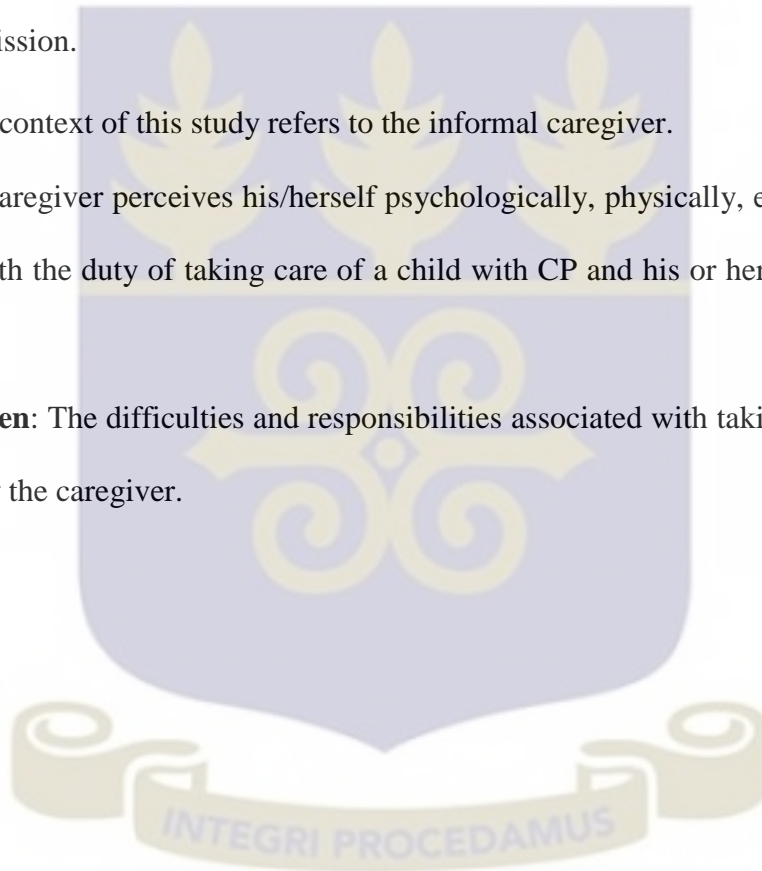 ission.
context of this study refers to the informal caregiver.
aregiver perceives his/herself psychologically, physically, e
th the duty of taking care of a child with CP and his or her
en: The difficulties and responsibilities associated with taki
the caregiver.
INTEGRI PROCEDAMUS